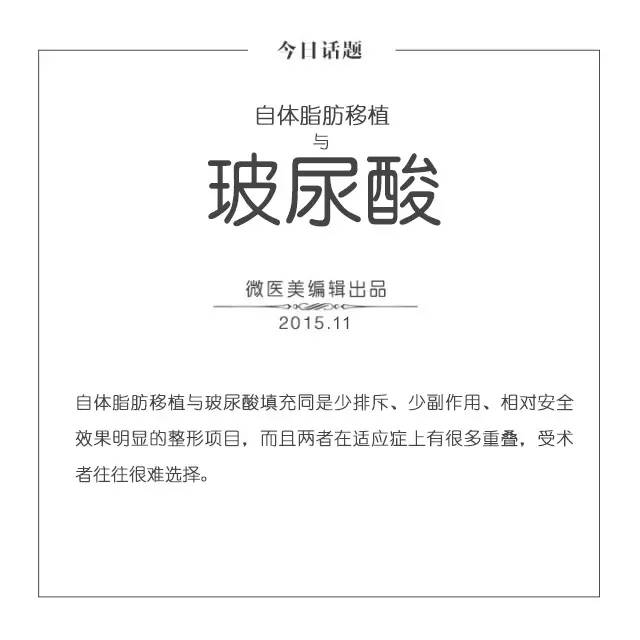 今日话题
自体脂肪移植
与
玻尿酸
微医美编辑出品
2015.11
自体脂肪移植与玻尿酸填充同是少排斥、少副作用、相对安全
效果明显的整形项目，而且两者在适应症上有很多重叠，受术
者往往很难选择。